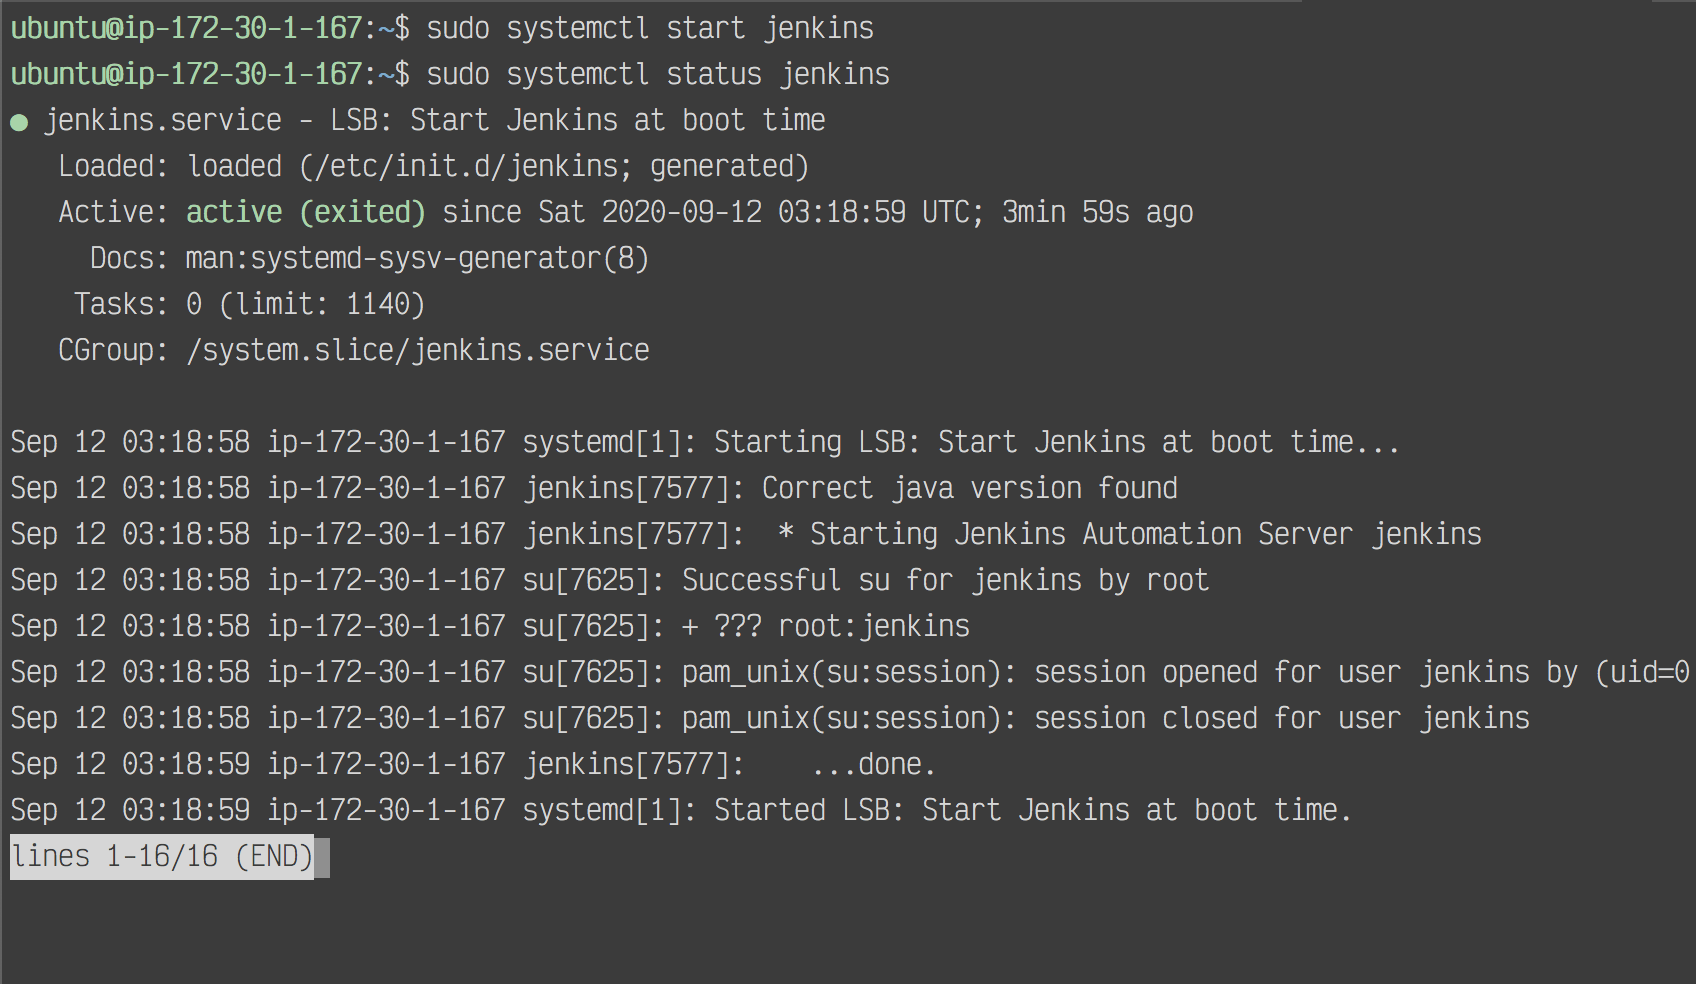 ubuntu@ip-172-30-1-167:~$ sudo systemctl start jenkins
ubuntu@ip-172-30-1-167:~$ sudo systemctl status jenkins
● jenkins.service - LSB: Start Jenkins at boot time
   Loaded: loaded (/etc/init.d/jenkins; generated)
   Active: active (exited) since Sat 2020-09-12 03:18:59 UTC; 3min 59s ago
     Docs: man:systemd-sysv-generator(8)
    Tasks: 0 (limit: 1140)
   CGroup: /system.slice/jenkins.service

Sep 12 03:18:58 ip-172-30-1-167 systemd[1]: Starting LSB: Start Jenkins at boot time...
Sep 12 03:18:58 ip-172-30-1-167 jenkins[7577]: Correct java version found
Sep 12 03:18:58 ip-172-30-1-167 jenkins[7577]:  * Starting Jenkins Automation Server jenkins
Sep 12 03:18:58 ip-172-30-1-167 su[7625]: Successful su for jenkins by root
Sep 12 03:18:58 ip-172-30-1-167 su[7625]: + ??? root:jenkins
Sep 12 03:18:58 ip-172-30-1-167 su[7625]: pam_unix(su:session): session opened for user jenkins by (uid=0
Sep 12 03:18:58 ip-172-30-1-167 su[7625]: pam_unix(su:session): session closed for user jenkins
Sep 12 03:18:59 ip-172-30-1-167 jenkins[7577]:    ...done.
Sep 12 03:18:59 ip-172-30-1-167 systemd[1]: Started LSB: Start Jenkins at boot time.
lines 1-16/16 (END)